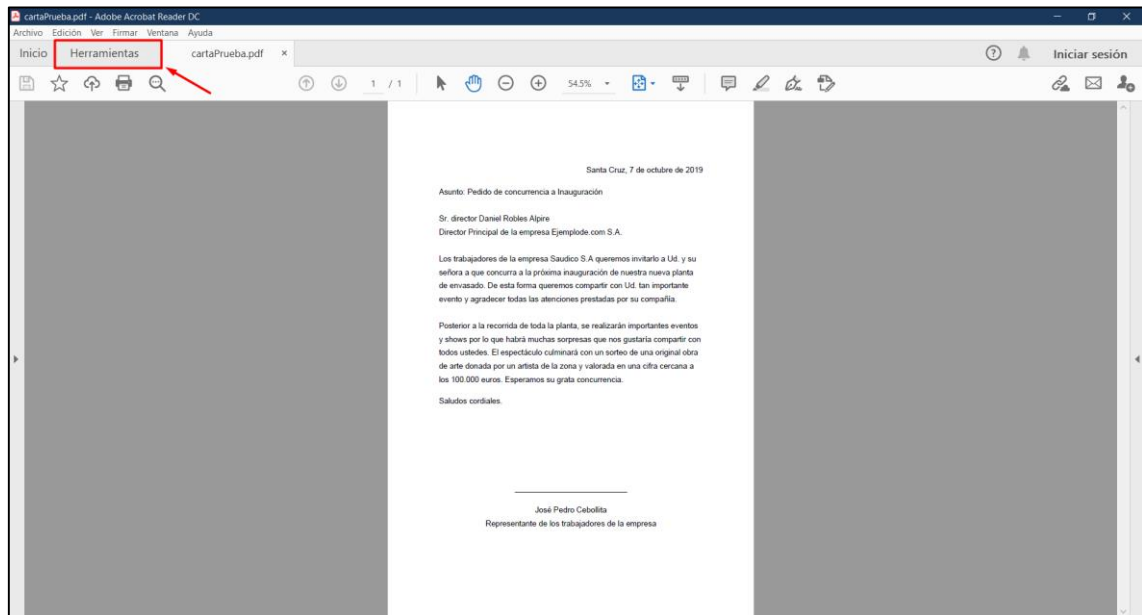 cartaPrueba.pdf - Adobe Acrobat Reader DC
Archivo Edición Ver Firmar Ventana Ayuda
Inicio Herramientas cartaPrueba.pdf × Iniciar sesión
1 / 1 54.5%
Santa Cruz, 7 de octubre de 2019
Asunto: Pedido de concurrencia a Inauguración
Sr. director Daniel Robles Alpire
Director Principal de la empresa Ejemplode.com S.A.
Los trabajadores de la empresa Saudico S.A queremos invitarlo a Ud. y su
señora a que concurra a la próxima inauguración de nuestra nueva planta
de envasado. De esta forma queremos compartir con Ud. tan importante
evento y agradecer todas las atenciones prestadas por su compañía.
Posterior a la recorrida de toda la planta, se realizarán importantes eventos
y shows por lo que habrá muchas sorpresas que nos gustaría compartir con
todos ustedes. El espectáculo culminará con un sorteo de una original obra
de arte donada por un artista de la zona y valorada en una cifra cercana a
los 100.000 euros. Esperamos su grata concurrencia.
Saludos cordiales.
José Pedro Cebollita
Representante de los trabajadores de la empresa